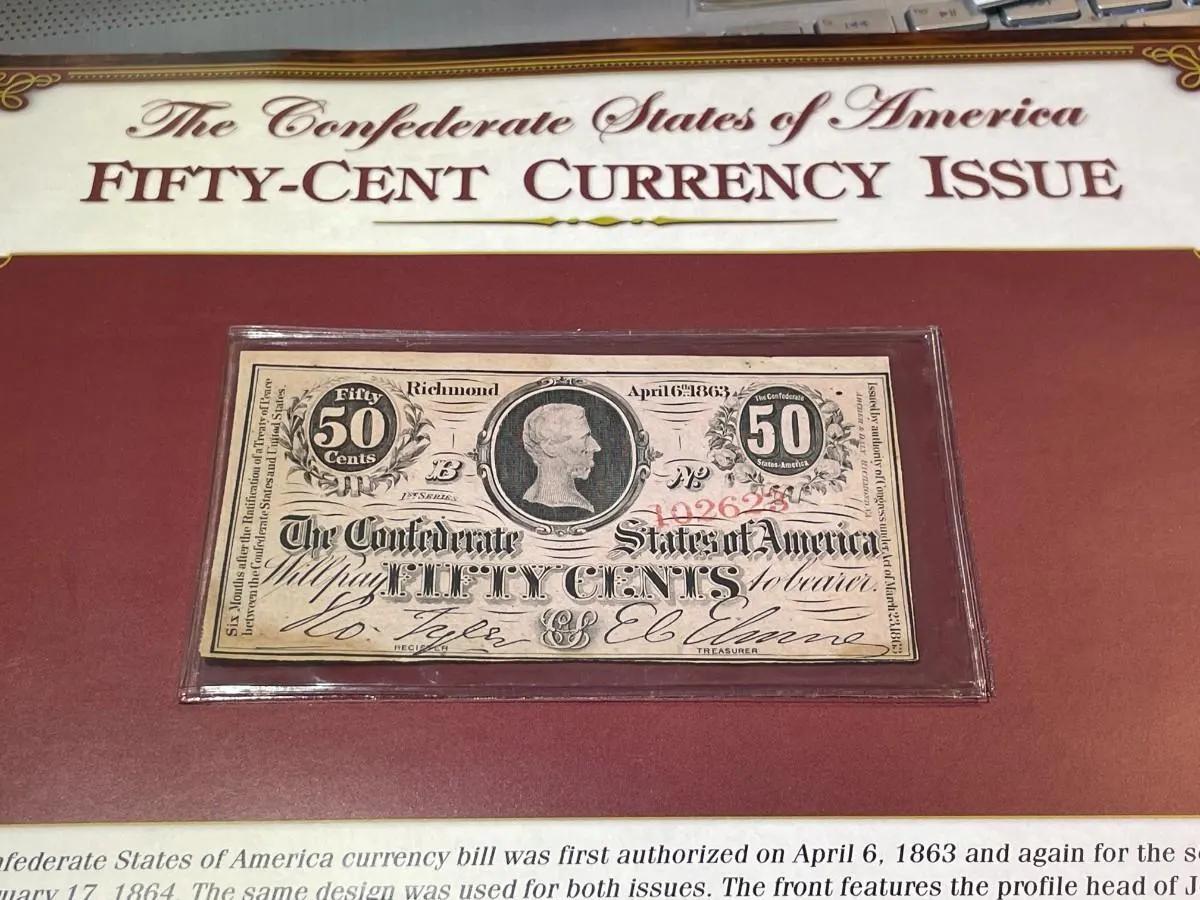 The Confederate States of America
FIFTY-CENT CURRENCY ISSUE
Six Months after the Ratification of a Treaty of Peace
between the Confederate States and United States.
Fifty
50
Cents
Richmond
April 6th 1863
The Confederate
50
States-America
1
1
B
No
1ST SERIES
102623
The Confederate States of America
Will pay FIFTY CENTS to bearer.
Ro. Tyler
CS
REGISTER
TREASURER
Issued by authority of Congress under Act of March 23, 1863
nfederate States of America currency bill was first authorized on April 6, 1863 and again for the s
uary 17, 1864. The same design was used for both issues. The front features the profile head of J